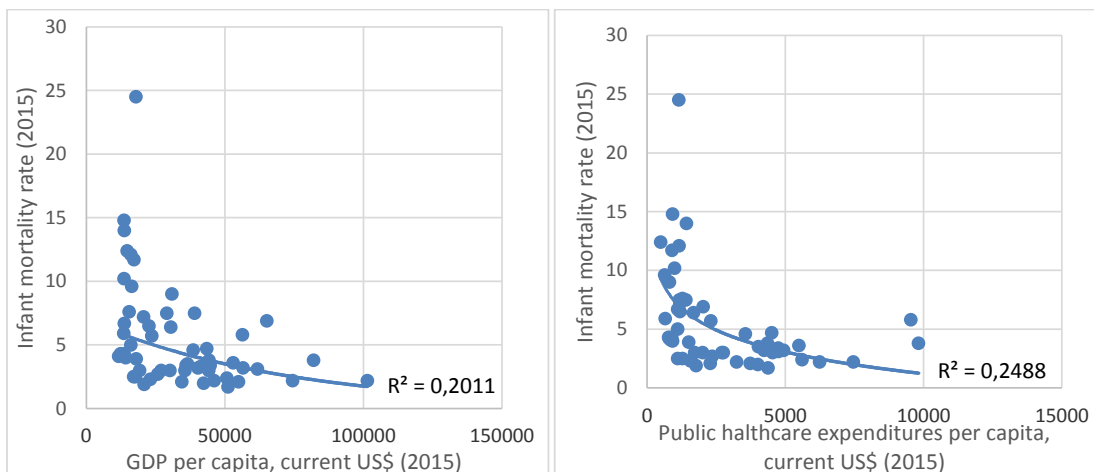 30
25
20
15
10
5
0
Infant mortality rate (2015)
R² = 0,2011
0 50000 100000 150000
GDP per capita, current US$ (2015)
30
25
20
15
10
5
0
Infant mortality rate (2015)
R² = 0,2488
0 5000 10000 15000
Public halthcare expenditures per capita,
current US$ (2015)